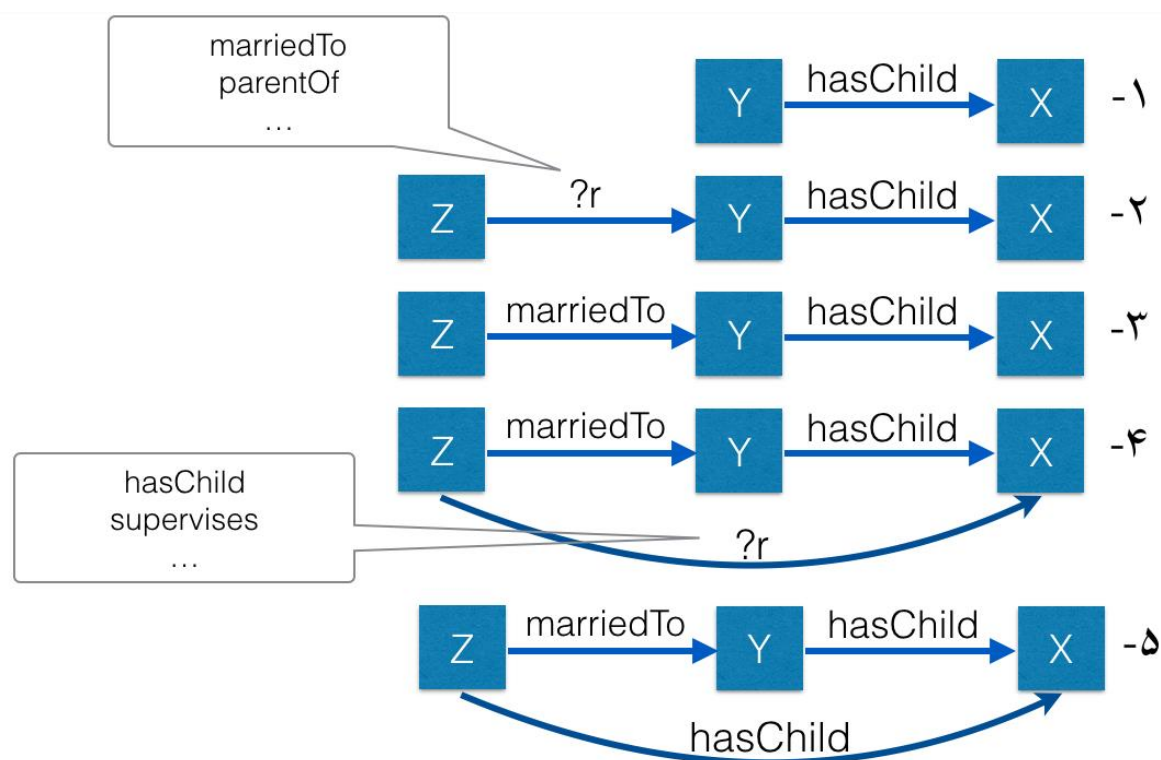 marriedTo
parentOf
...
Y hasChild X -۱
Z ?r Y hasChild X -۲
Z marriedTo Y hasChild X -۳
Z marriedTo Y hasChild X -۴
hasChild
supervises
...
?r
Z marriedTo Y hasChild X -۵
hasChild